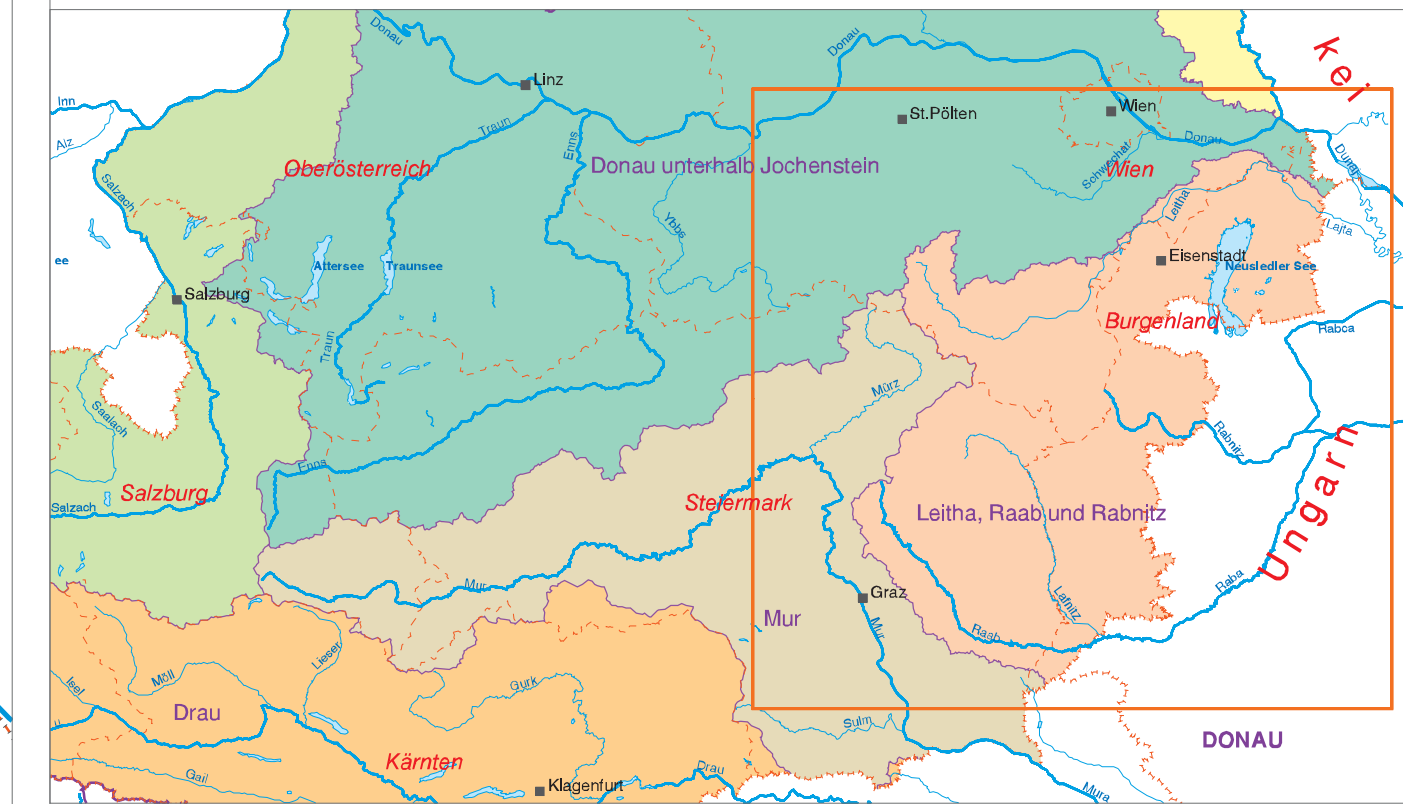 Donau
Donau
kei
Linz
Inn
Wien
St.Pölten
Traun
Enns
Donau
Alz
Schwechat
Dunaj
Oberösterreich
Donau unterhalb Jochenstein
Wien
Salzach
Leitha
Ybbs
Lajta
ee
Attersee
Traunsee
Eisenstadt
Neusiedler See
Salzburg
Burgenland
Rabca
Traun
Mürz
Saalach
Rabnitz
Enns
Salzburg
Steiermark
Ungarn
Salzach
Leitha, Raab und Rabnitz
Mur
Raba
Graz
Lafnitz
Mur
Mur
Raab
Lieser
Möll
Isel
Gurk
Drau
u
Sulm
DONAU
Kärnten
Drau
Gail
Klagenfurt
Mura